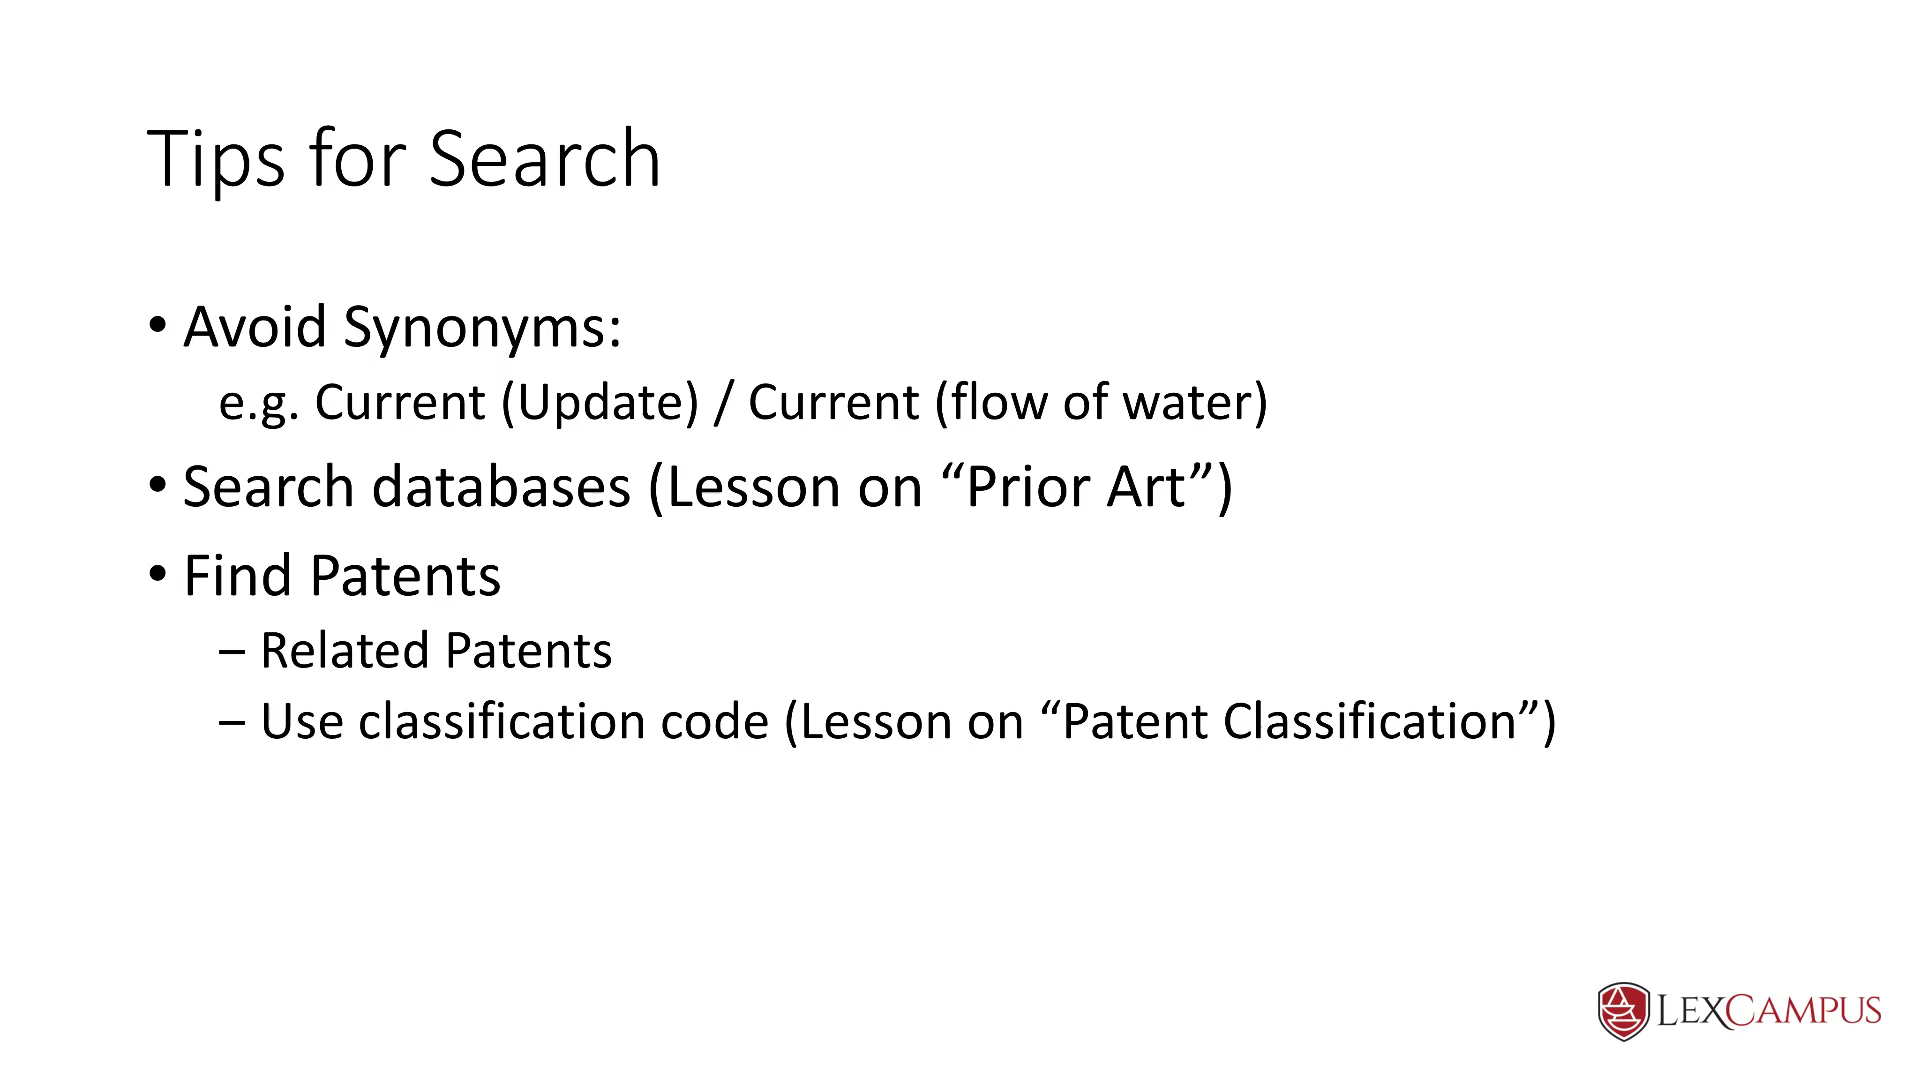 Tips for Search
• Avoid Synonyms:
e.g. Current (Update) / Current (flow of water)
• Search databases (Lesson on “Prior Art”)
• Find Patents
– Related Patents
– Use classification code (Lesson on “Patent Classification”)
LEXCAMPUS